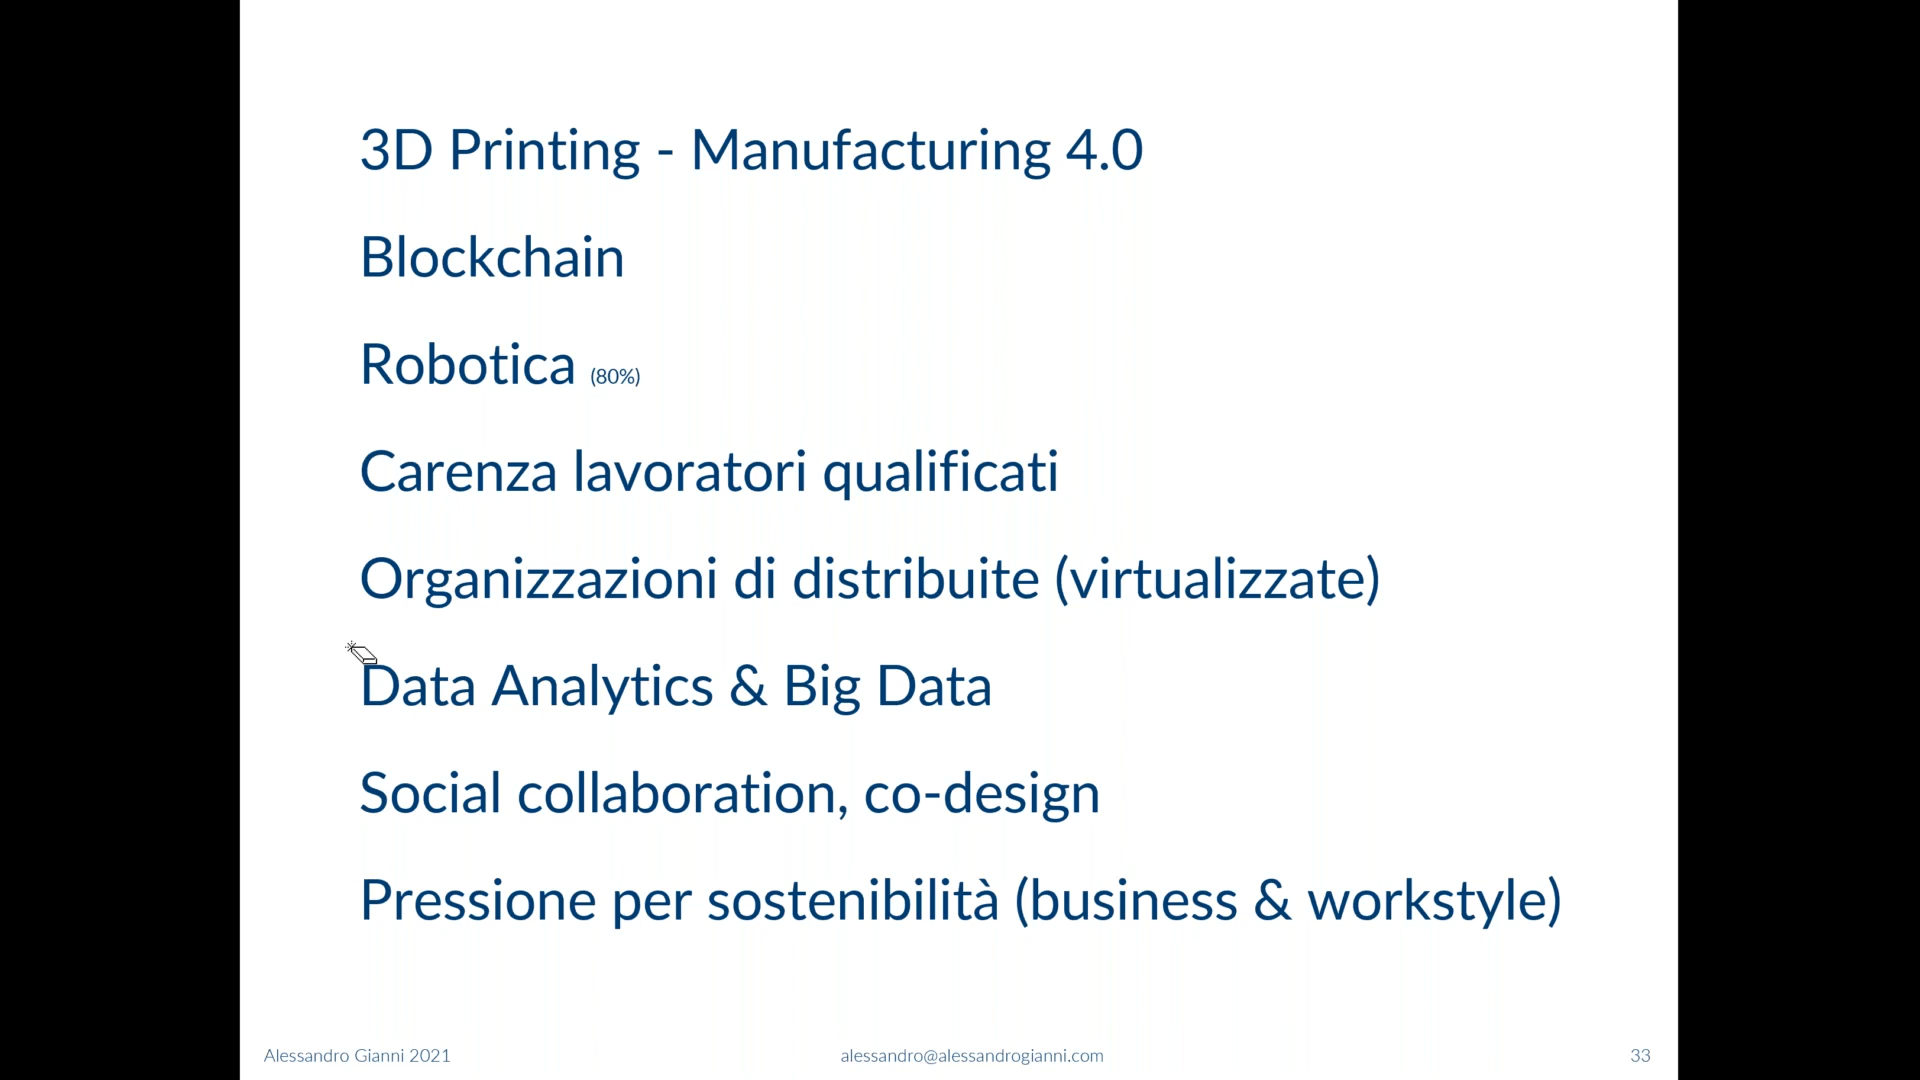 3D Printing - Manufacturing 4.0
Blockchain
Robotica (80%)
Carenza lavoratori qualificati
Organizzazioni di distribuite (virtualizzate)
Data Analytics & Big Data
Social collaboration, co-design
Pressione per sostenibilità (business & workstyle)
Alessandro Gianni 2021
alessandro@alessandrogianni.com
33